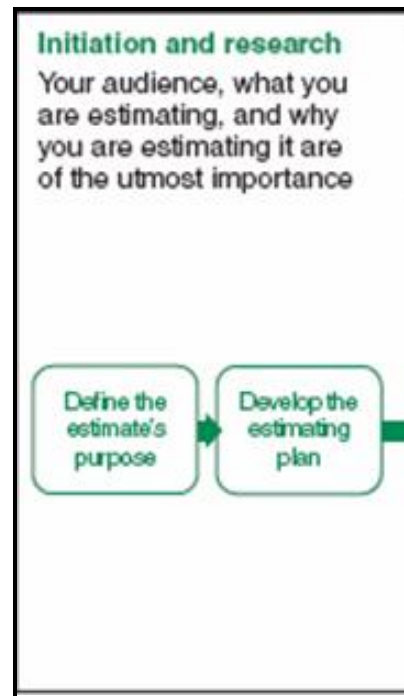 Initiation and research
Your audience, what you
are estimating, and why
you are estimating it are
of the utmost importance
Define the
estimate's
purpose
Develop the
estimating
plan